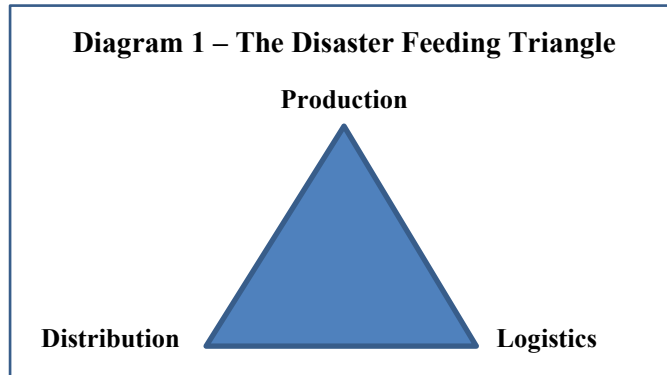 Diagram 1 – The Disaster Feeding Triangle
Production
Distribution
Logistics